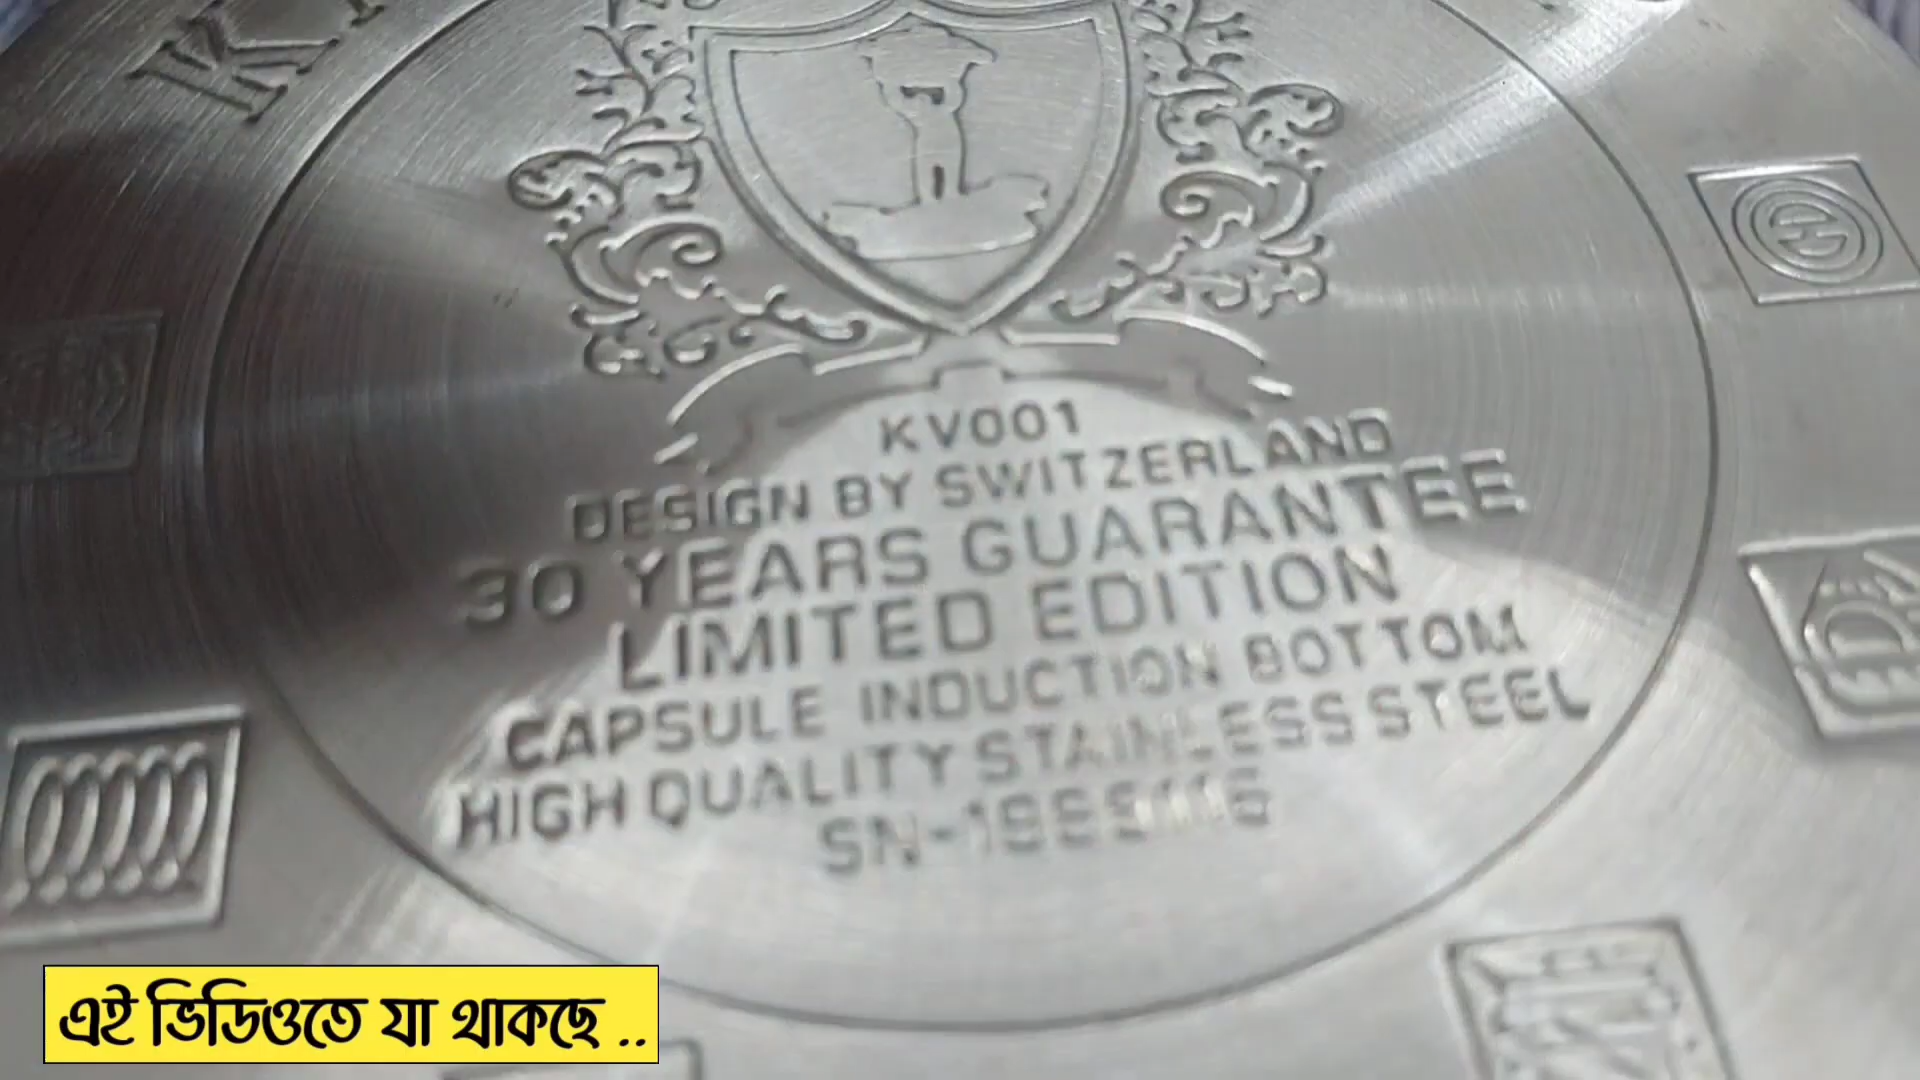 KV001
DESIGN BY SWITZERLAND
30 YEARS GUARANTEE
LIMITED EDITION
CAPSULE INDUCTION BOTTOM
HIGH QUALITY STAINLESS STEEL
এই ভিডিওতে যা থাকছে ..